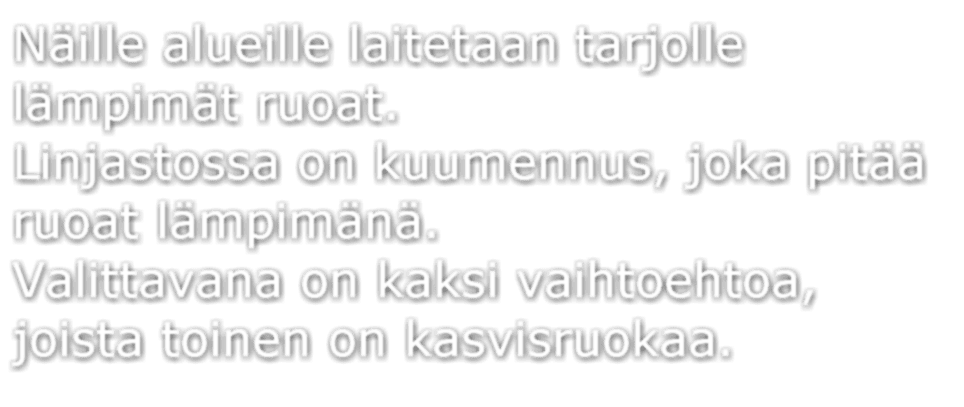 Näille alueille laitetaan tarjolle
lämpimät ruoat.
Linjastossa on kuumennus, joka pitää
ruoat lämpimänä.
Valittavana on kaksi vaihtoehtoa,
joista toinen on kasvisruokaa.